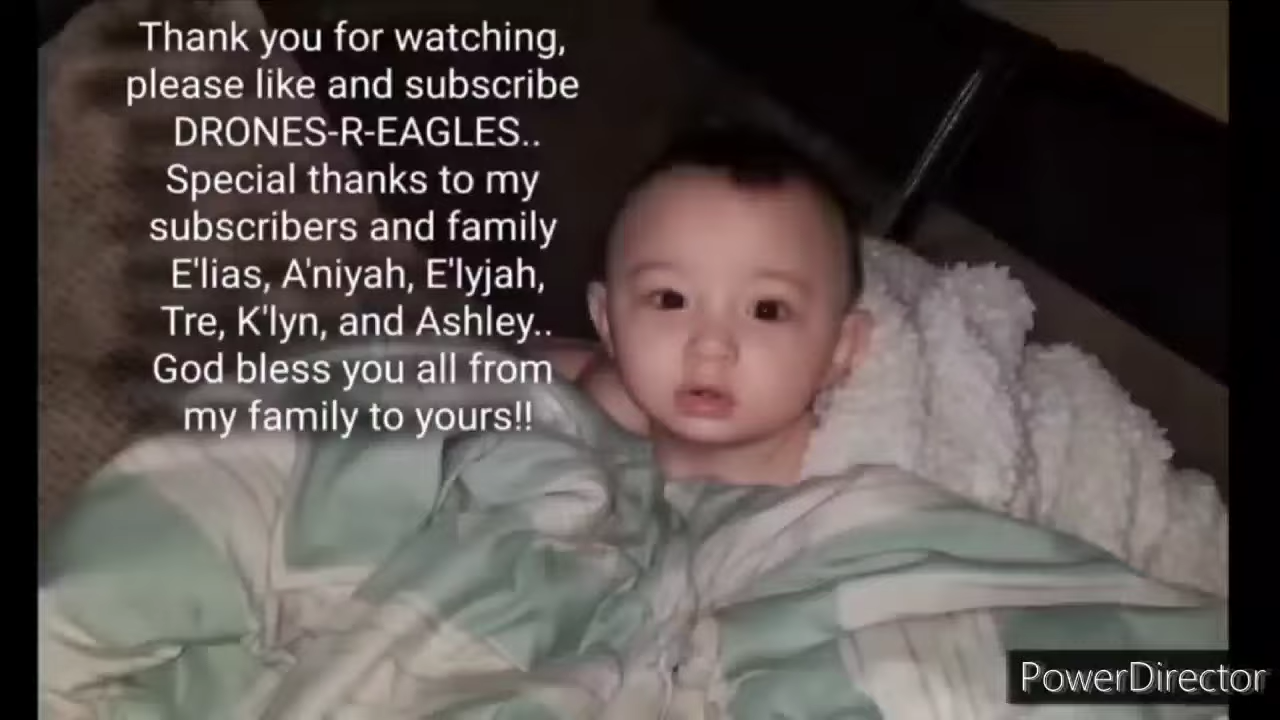 Thank you for watching,
please like and subscribe
DRONES-R-EAGLES..
Special thanks to my
subscribers and family
E'lias, A'niyah, E'lyjah,
Tre, K'lyn, and Ashley..
God bless you all from
my family to yours!!
PowerDirector